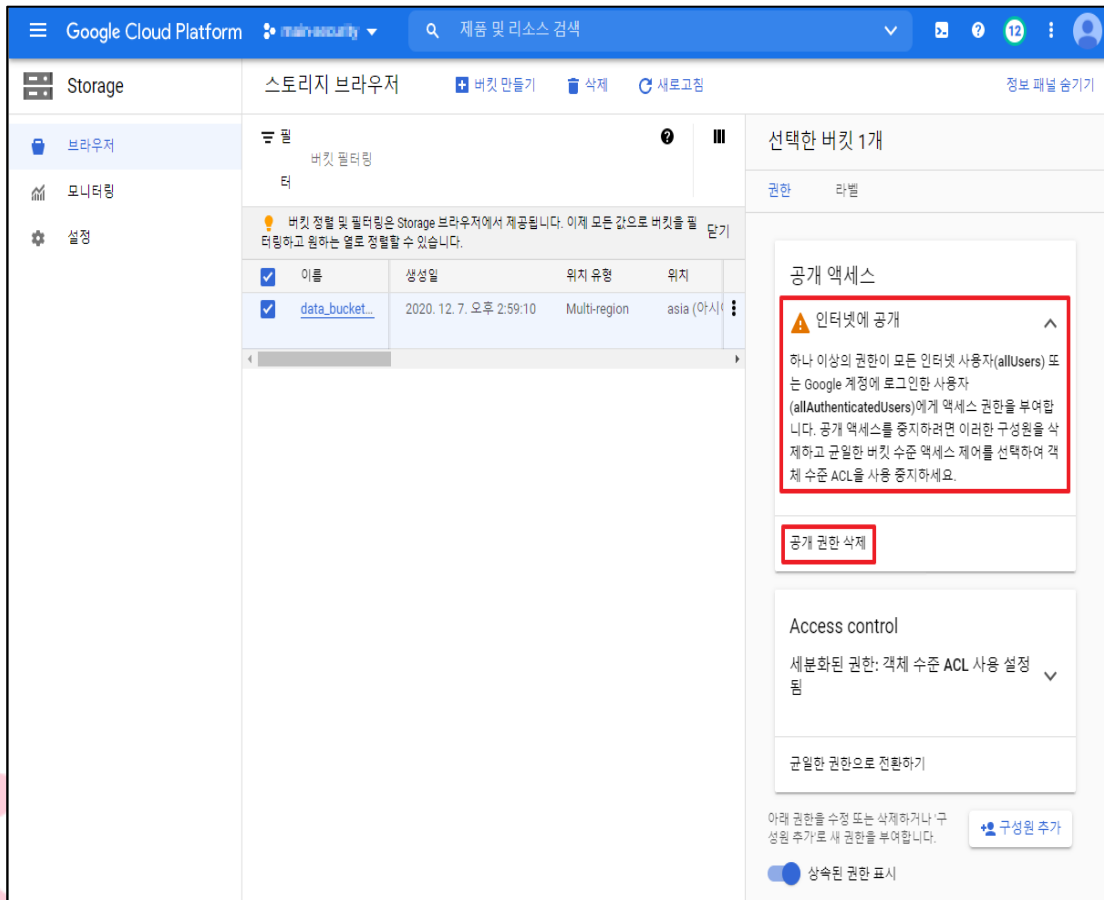 Google Cloud Platform
제품 및 리소스 검색
12
Storage
스토리지 브라우저
버킷 만들기
삭제
새로고침
정보 패널 숨기기
브라우저
모니터링
설정
필
터
버킷 필터링
버킷 정렬 및 필터링은 Storage 브라우저에서 제공됩니다. 이제 모든 값으로 버킷을 필
터링하고 원하는 열로 정렬할 수 있습니다.
닫기
이름 생성일 위치 유형 위치
data_bucket... 2020. 12. 7. 오후 2:59:10 Multi-region asia (아시
선택한 버킷 1개
권한 라벨
공개 액세스
인터넷에 공개
하나 이상의 권한이 모든 인터넷 사용자(allUsers) 또
는 Google 계정에 로그인한 사용자
(allAuthenticatedUsers)에게 액세스 권한을 부여합
니다. 공개 액세스를 중지하려면 이러한 구성원을 삭
제하고 균일한 버킷 수준 액세스 제어를 선택하여 객
체 수준 ACL을 사용 중지하세요.
공개 권한 삭제
Access control
세분화된 권한: 객체 수준 ACL 사용 설정
됨
균일한 권한으로 전환하기
아래 권한을 수정 또는 삭제하거나 '구
성원 추가'로 새 권한을 부여합니다.
구성원 추가
상속된 권한 표시